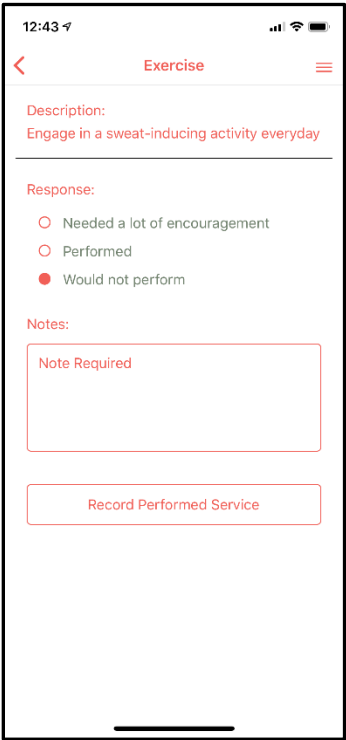 12:43
Exercise
Description:
Engage in a sweat-inducing activity everyday
Response:
Needed a lot of encouragement
Performed
Would not perform
Notes:
Note Required
Record Performed Service